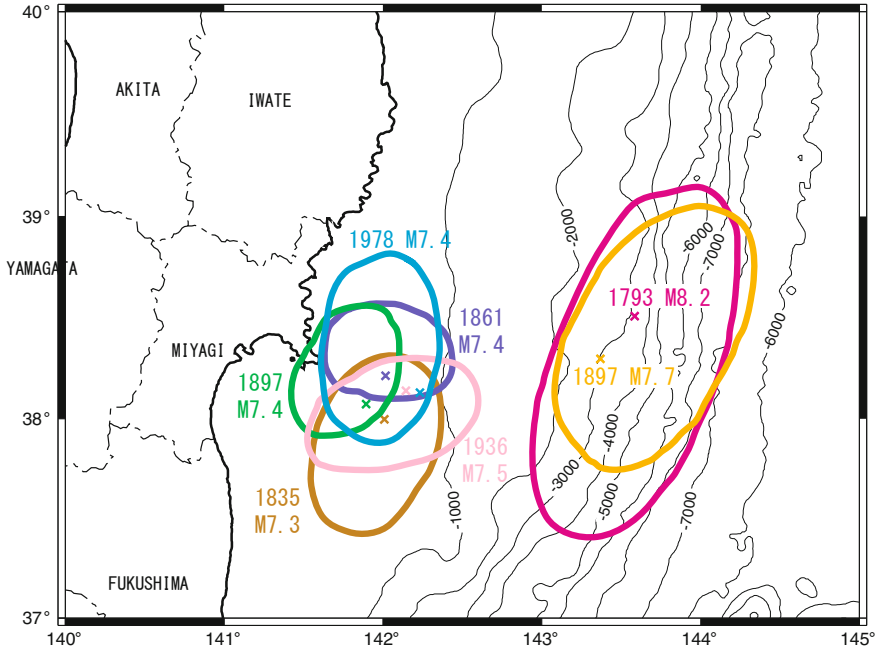 40°
AKITA
IWATE
39°
-2000
-6000
-7000
1978 M7.4
YAMAGATA
1793 M8.2
1861
M7.4
-6000
MIYAGI
1897
M7.4
1897 M7.7
38°
-4000
1936
M7.5
-3000
1835
M7.3
-1000
-5000
-7000
FUKUSHIMA
37°
140°
141°
142°
143°
144°
145°